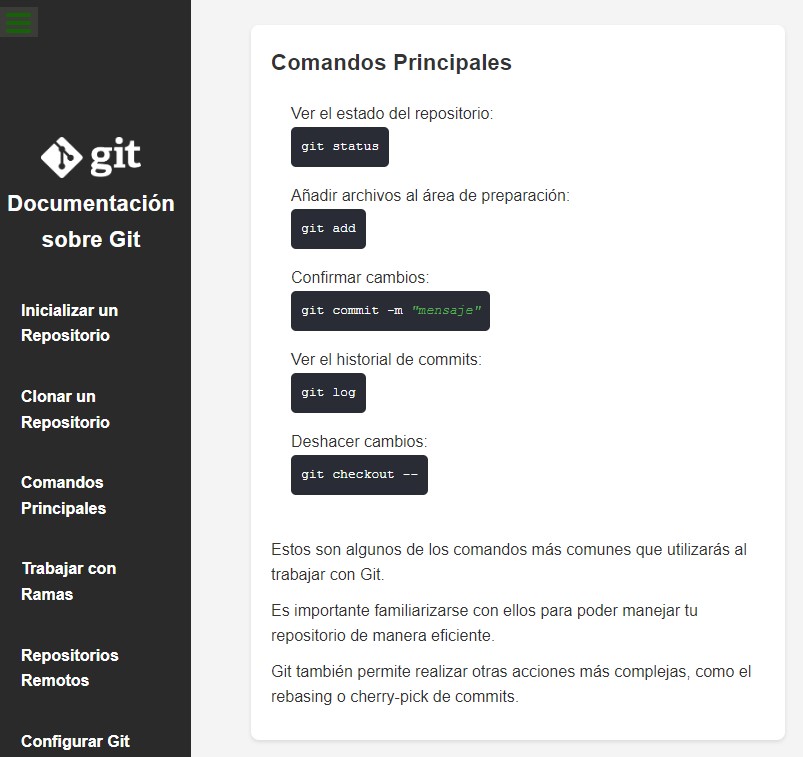 git
Documentación
sobre Git
Inicializar un
Repositorio
Clonar un
Repositorio
Comandos
Principales
Trabajar con
Ramas
Repositorios
Remotos
Configurar Git
Comandos Principales
Ver el estado del repositorio:
git status
Añadir archivos al área de preparación:
git add
Confirmar cambios:
git commit -m "mensaje"
Ver el historial de commits:
git log
Deshacer cambios:
git checkout --
Estos son algunos de los comandos más comunes que utilizarás al
trabajar con Git.
Es importante familiarizarse con ellos para poder manejar tu
repositorio de manera eficiente.
Git también permite realizar otras acciones más complejas, como el
rebasing o cherry-pick de commits.